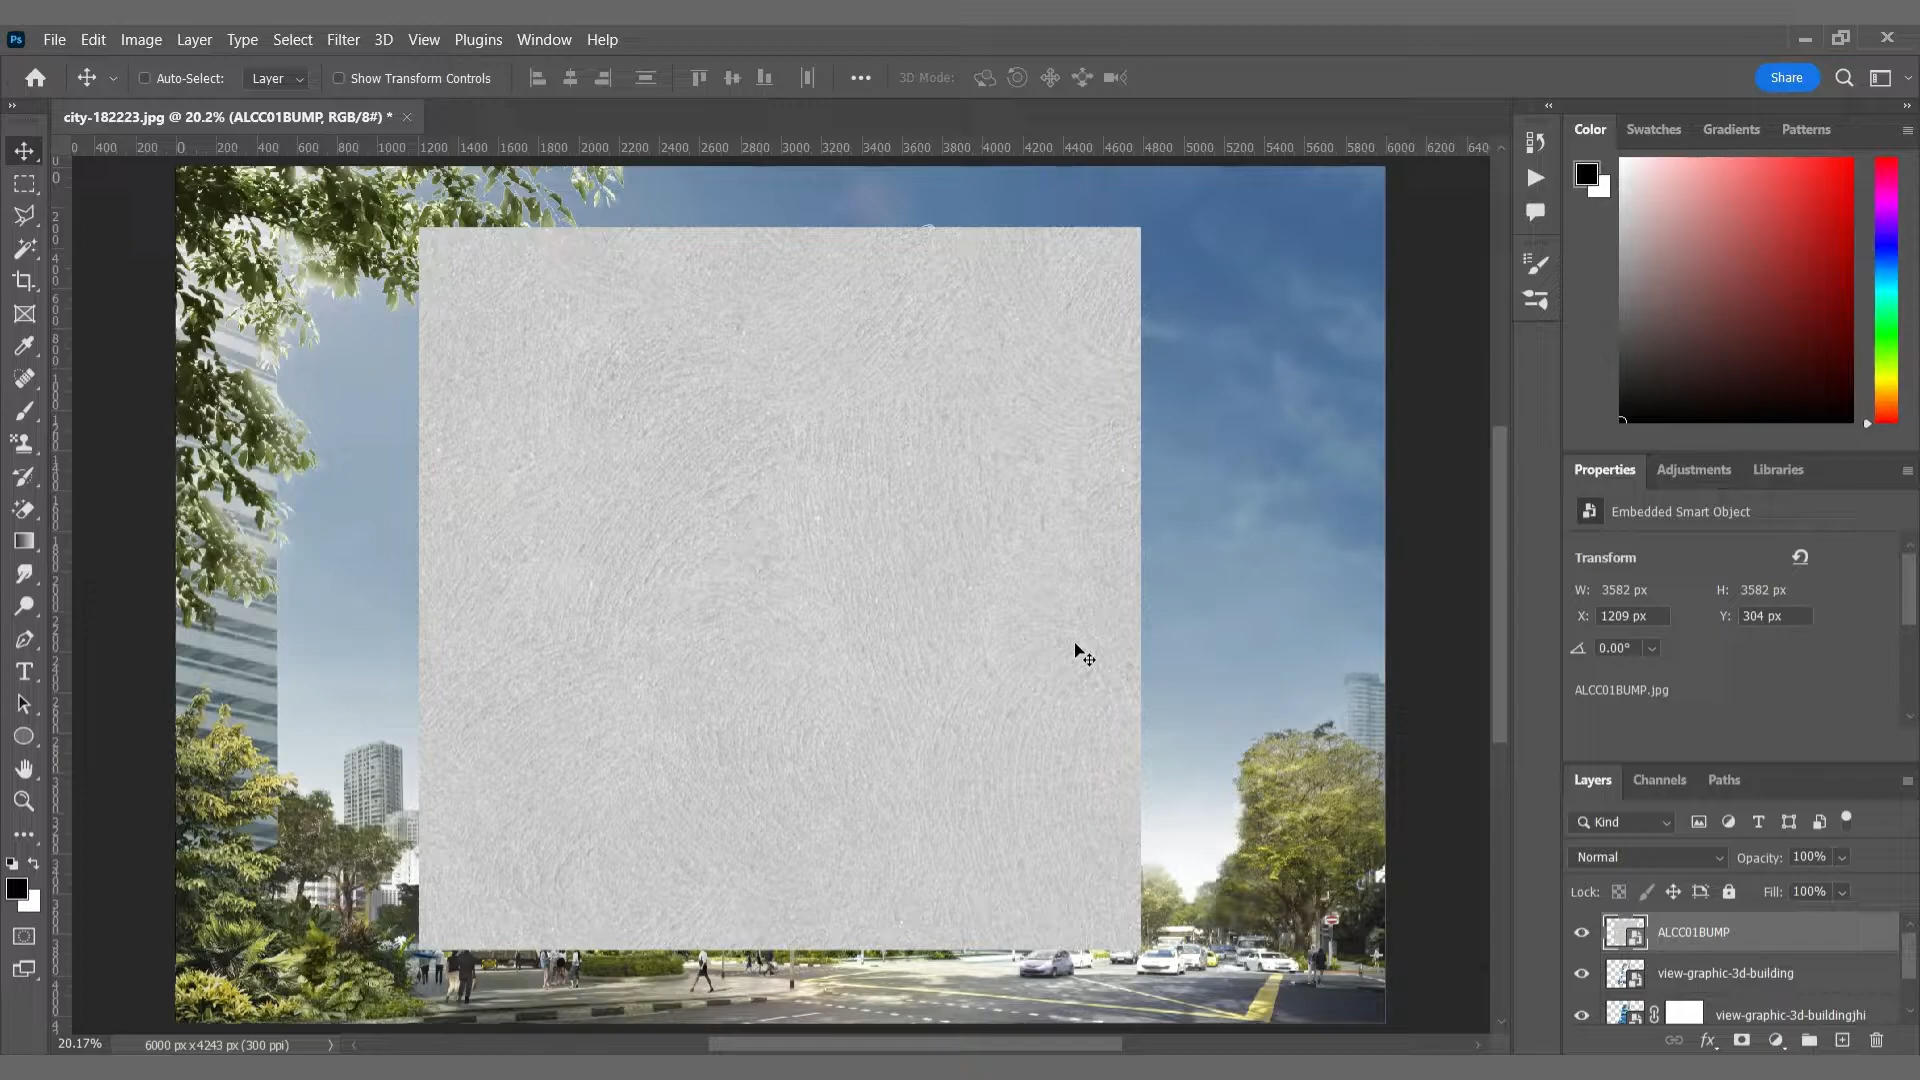 Ps File Edit Image Layer Type Select Filter 3D View Plugins Window Help
Auto-Select: Layer Show Transform Controls 3D Mode: Share
city-182223.jpg @ 20.2% (ALCC01BUMP, RGB/8#) *
400 200 0 200 400 600 800 1000 1200 1400 1600 1800 2000 2200 2400 2600 2800 3000 3200 3400 3600 3800 4000 4200 4400 4600 4800 5000 5200 5400 5600 5800 6000 6200 640
Color Swatches Gradients Patterns
Properties Adjustments Libraries
Embedded Smart Object
Transform
W: 3582 px H: 3582 px
X: 1209 px Y: 304 px
0.00°
ALCC01BUMP.jpg
Layers Channels Paths
Kind
Normal Opacity: 100%
Lock: Fill: 100%
ALCC01BUMP
view-graphic-3d-building
view-graphic-3d-buildingjhi
fx
20.17% 6000 px x 4243 px (300 ppi)